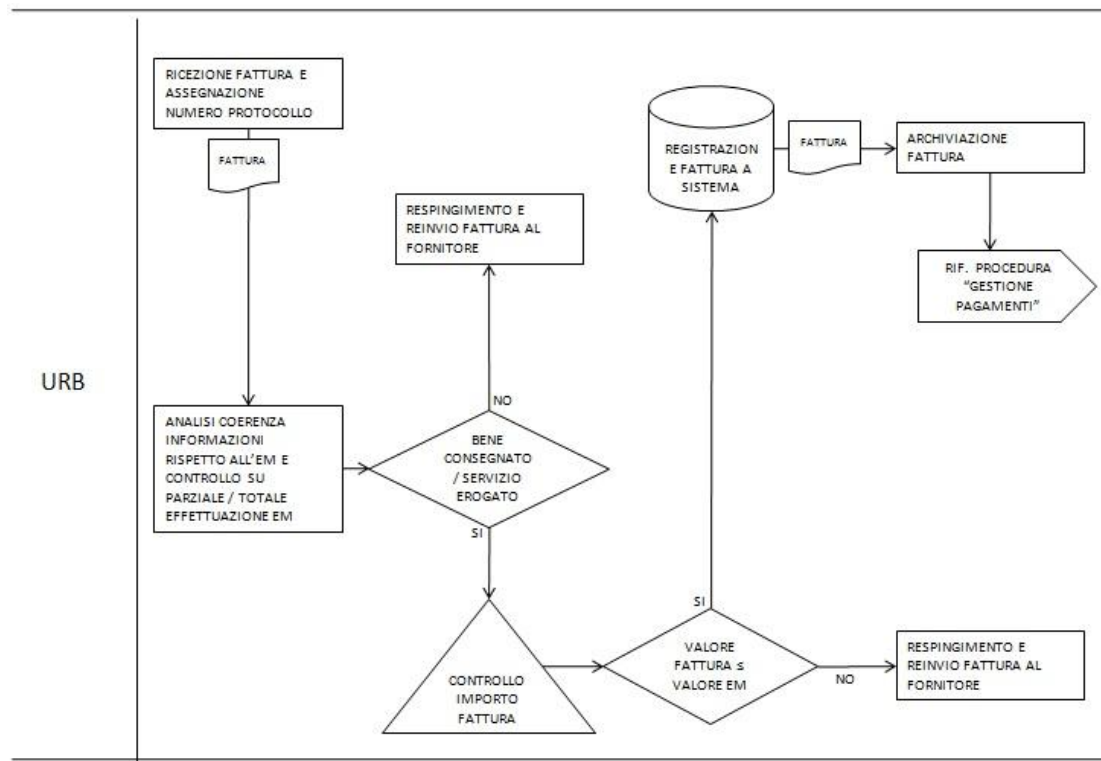 URB
RICEZIONE FATTURA E
ASSEGNAZIONE
NUMERO PROTOCOLLO
FATTURA
ANALISI COERENZA
INFORMAZIONI
RISPETTO ALL'EM E
CONTROLLO SU
PARZIALE / TOTALE
EFFETTUAZIONE EM
BENE
CONSEGNATO
/ SERVIZIO
EROGATO
NO
RESPINGIMENTO E
REINVIO FATTURA AL
FORNITORE
SI
CONTROLLO
IMPORTO
FATTURA
VALORE
FATTURA ≤
VALORE EM
NO
RESPINGIMENTO E
REINVIO FATTURA AL
FORNITORE
SI
REGISTRAZION
E FATTURA A
SISTEMA
FATTURA
ARCHIVIAZIONE
FATTURA
RIF. PROCEDURA
“GESTIONE
PAGAMENTI”